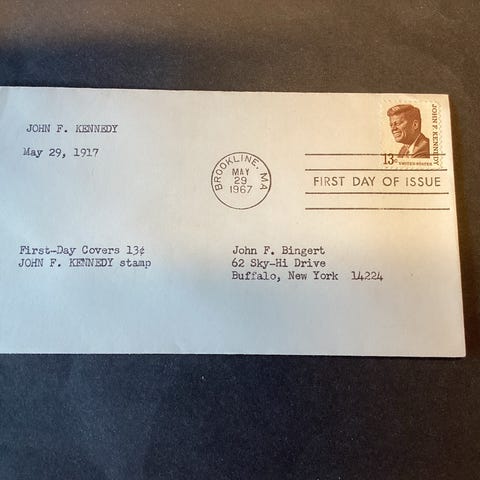 JOHN F. KENNEDY
May 29, 1917
BROOKLINE, MA
MAY
29
1967
FIRST DAY OF ISSUE
JOHN F. KENNEDY
13c
UNITED STATES
First-Day Covers 13¢
JOHN F. KENNEDY stamp
John F. Bingert
62 Sky-Hi Drive
Buffalo, New York 14224